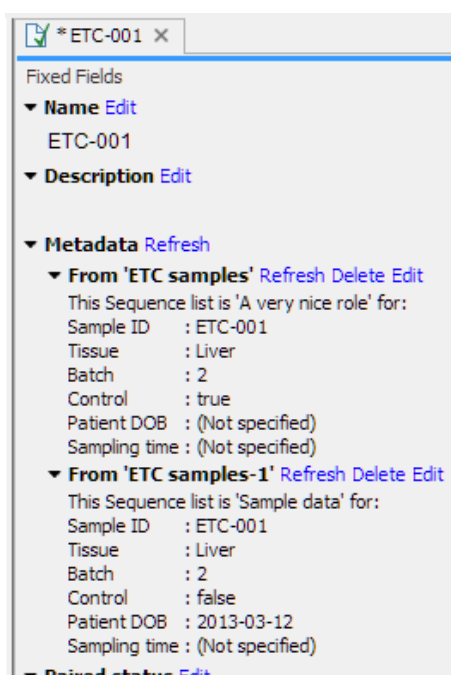 * ETC-001 ×
Fixed Fields
Name Edit
ETC-001
Description Edit
Metadata Refresh
From 'ETC samples' Refresh Delete Edit
This Sequence list is 'A very nice role' for:
Sample ID : ETC-001
Tissue : Liver
Batch : 2
Control : true
Patient DOB : (Not specified)
Sampling time : (Not specified)
From 'ETC samples-1' Refresh Delete Edit
This Sequence list is 'Sample data' for:
Sample ID : ETC-001
Tissue : Liver
Batch : 2
Control : false
Patient DOB : 2013-03-12
Sampling time : (Not specified)
Paired status Edit